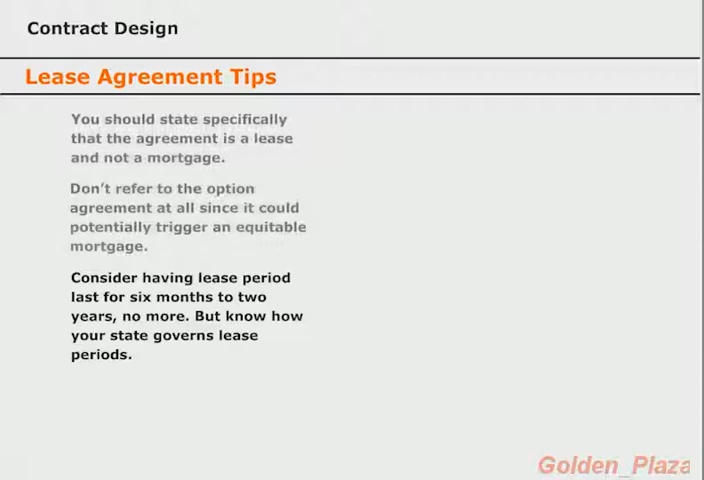 Contract Design
Lease Agreement Tips
You should state specifically
that the agreement is a lease
and not a mortgage.
Don't refer to the option
agreement at all since it could
potentially trigger an equitable
mortgage.
Consider having lease period
last for six months to two
years, no more. But know how
your state governs lease
periods.
Golden_Plaza